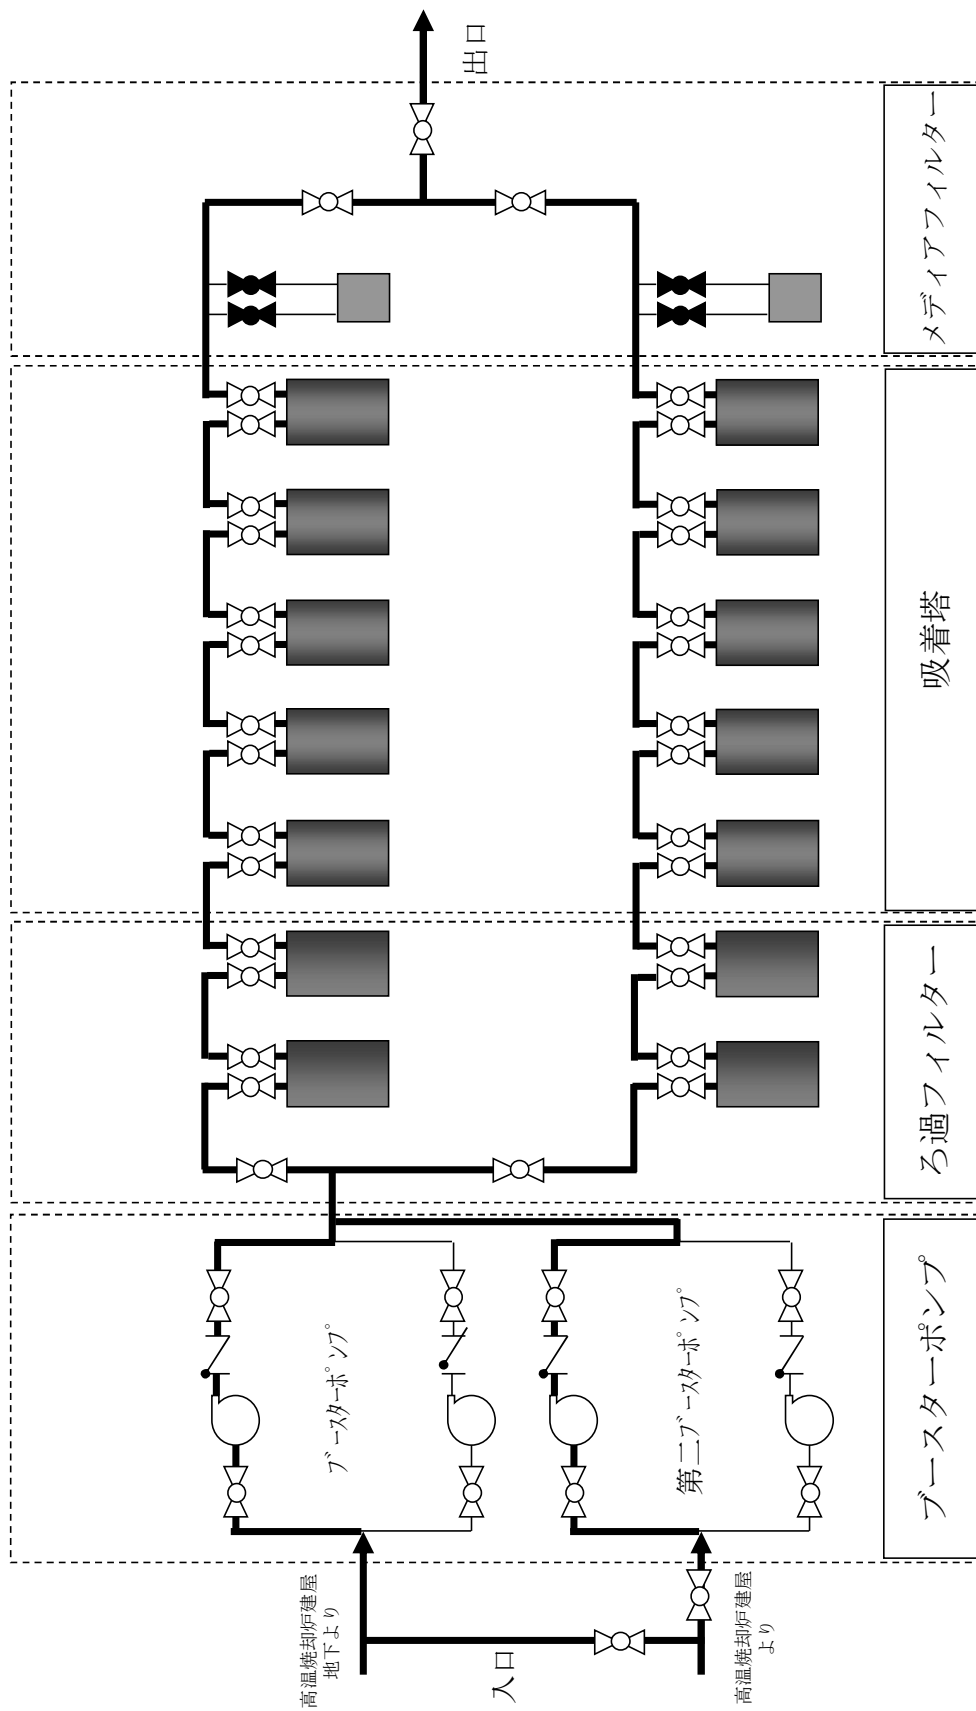 出口
メディアフィルター
吸着塔
ろ過フィルター
ブースターポンプ
ブースターポンプ
第二ブースターポンプ
高温焼却炉建屋
地下より
入口
高温焼却炉建屋
より